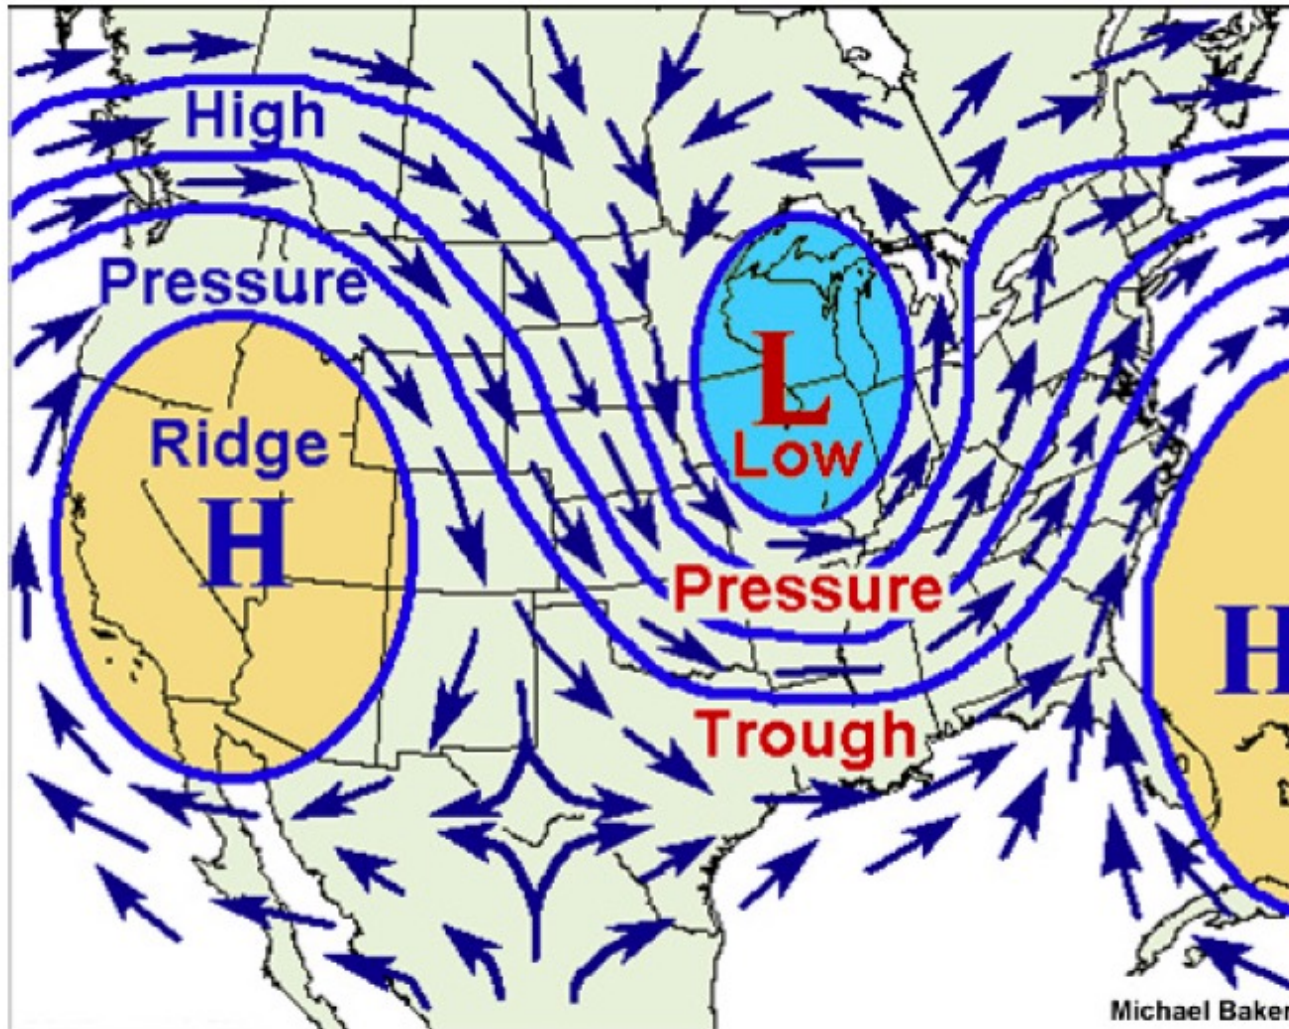 High
Pressure
Ridge
H
L
Low
Pressure
Trough
H
Michael Baker